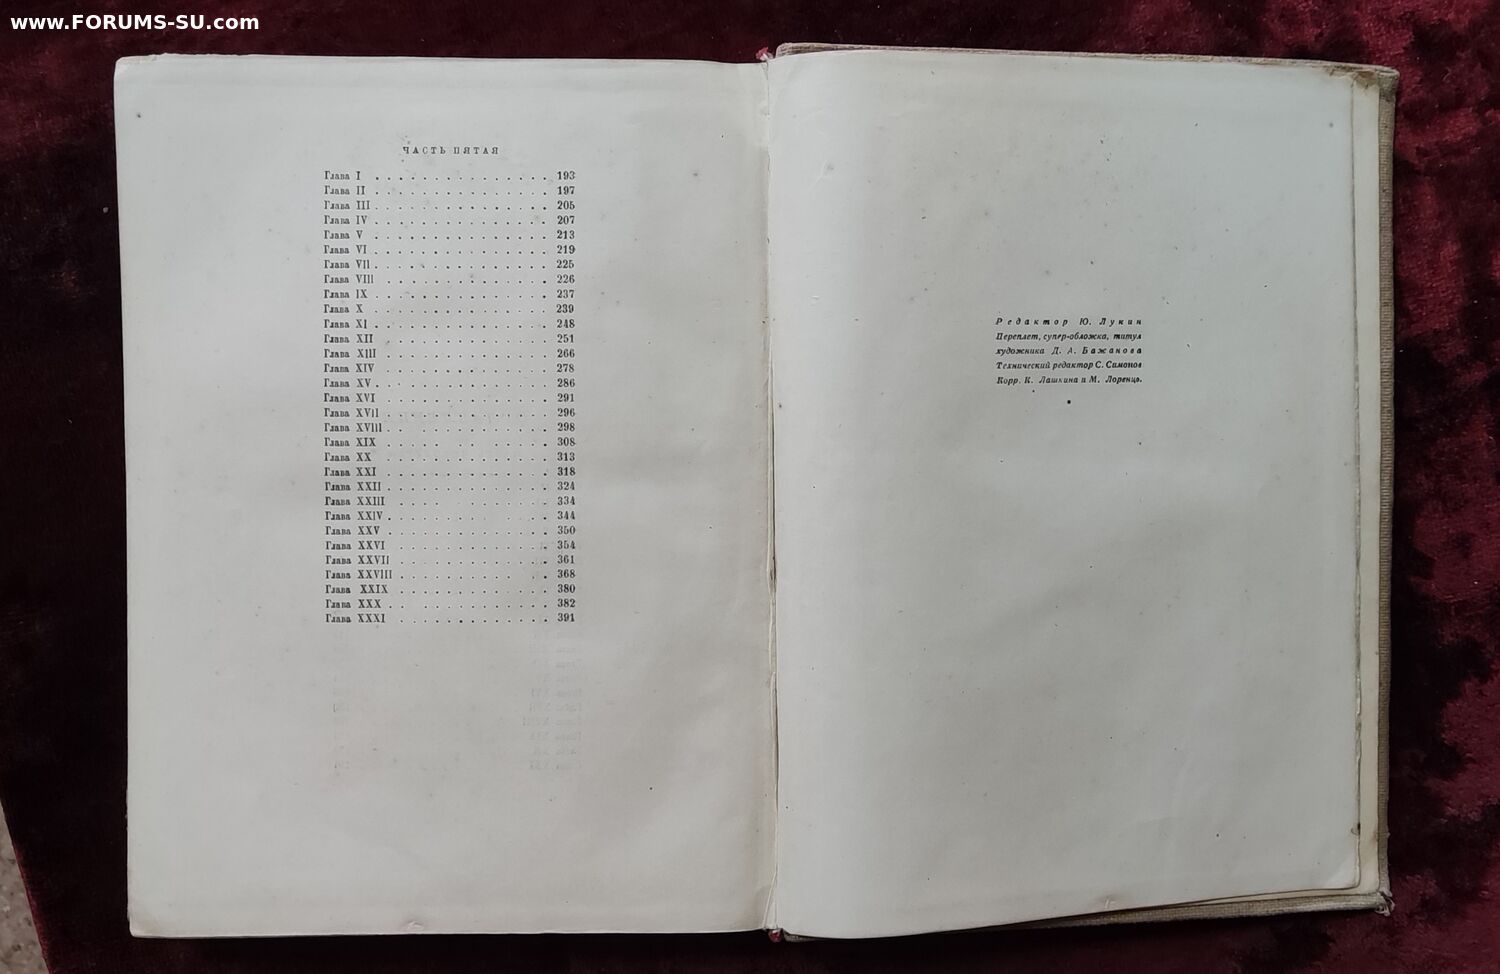 www.FORUMS-SU.com
ЧАСТЬ ПЯТАЯ
Глава I . . . . . . . . . . . . . . . 193
Глава II . . . . . . . . . . . . . . . 197
Глава III . . . . . . . . . . . . . . . 205
Глава IV . . . . . . . . . . . . . . . 207
Глава V . . . . . . . . . . . . . . . 213
Глава VI . . . . . . . . . . . . . . . 219
Глава VII . . . . . . . . . . . . . . . 225
Глава VIII . . . . . . . . . . . . . . 226
Глава IX . . . . . . . . . . . . . . . 237
Глава X . . . . . . . . . . . . . . . 239
Глава XI . . . . . . . . . . . . . . . 248
Глава XII . . . . . . . . . . . . . . 251
Глава XIII . . . . . . . . . . . . . . 266
Глава XIV . . . . . . . . . . . . . . 278
Глава XV . . . . . . . . . . . . . . . 286
Глава XVI . . . . . . . . . . . . . . 291
Глава XVII . . . . . . . . . . . . . . 296
Глава XVIII . . . . . . . . . . . . . . 298
Глава XIX . . . . . . . . . . . . . . 308
Глава XX . . . . . . . . . . . . . . 313
Глава XXI . . . . . . . . . . . . . . 318
Глава XXII . . . . . . . . . . . . . . 324
Глава XXIII . . . . . . . . . . . . . 334
Глава XXIV . . . . . . . . . . . . . . 344
Глава XXV . . . . . . . . . . . . . . 350
Глава XXVI . . . . . . . . . . . . . 354
Глава XXVII . . . . . . . . . . . . . 361
Глава XXVIII . . . . . . . . . . . . . 368
Глава XXIX . . . . . . . . . . . . . 380
Глава XXX . . . . . . . . . . . . . . 382
Глава XXXI . . . . . . . . . . . . . 391
Редактор Ю. Лукин
Переплет, супер-обложка, титул
художника Д. А. Бажанова
Технический редактор С. Симонов
Корр. К. Лашкина и М. Лоренцо.